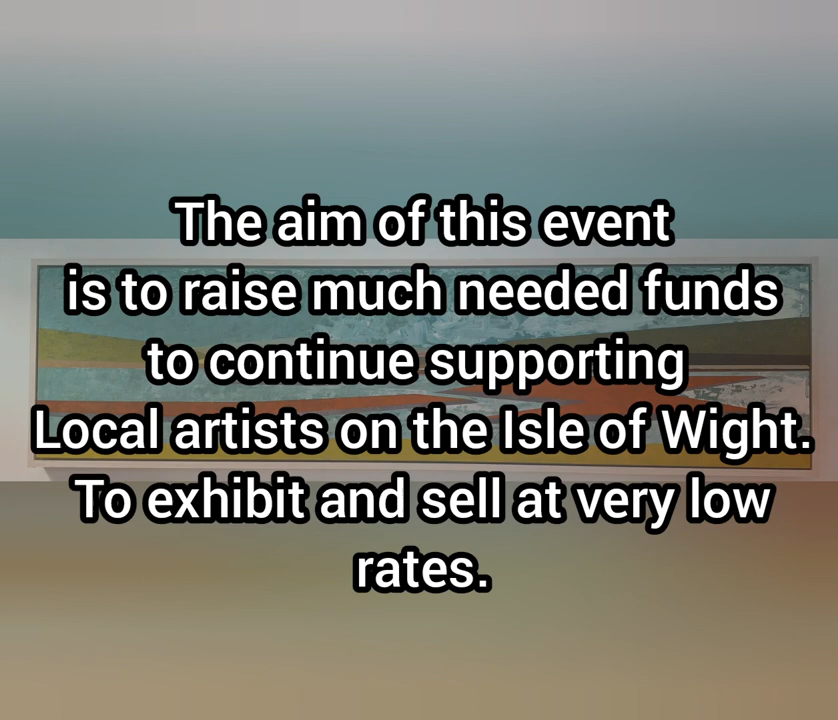 The aim of this event
is to raise much needed funds
to continue supporting
Local artists on the Isle of Wight.
To exhibit and sell at very low
rates.